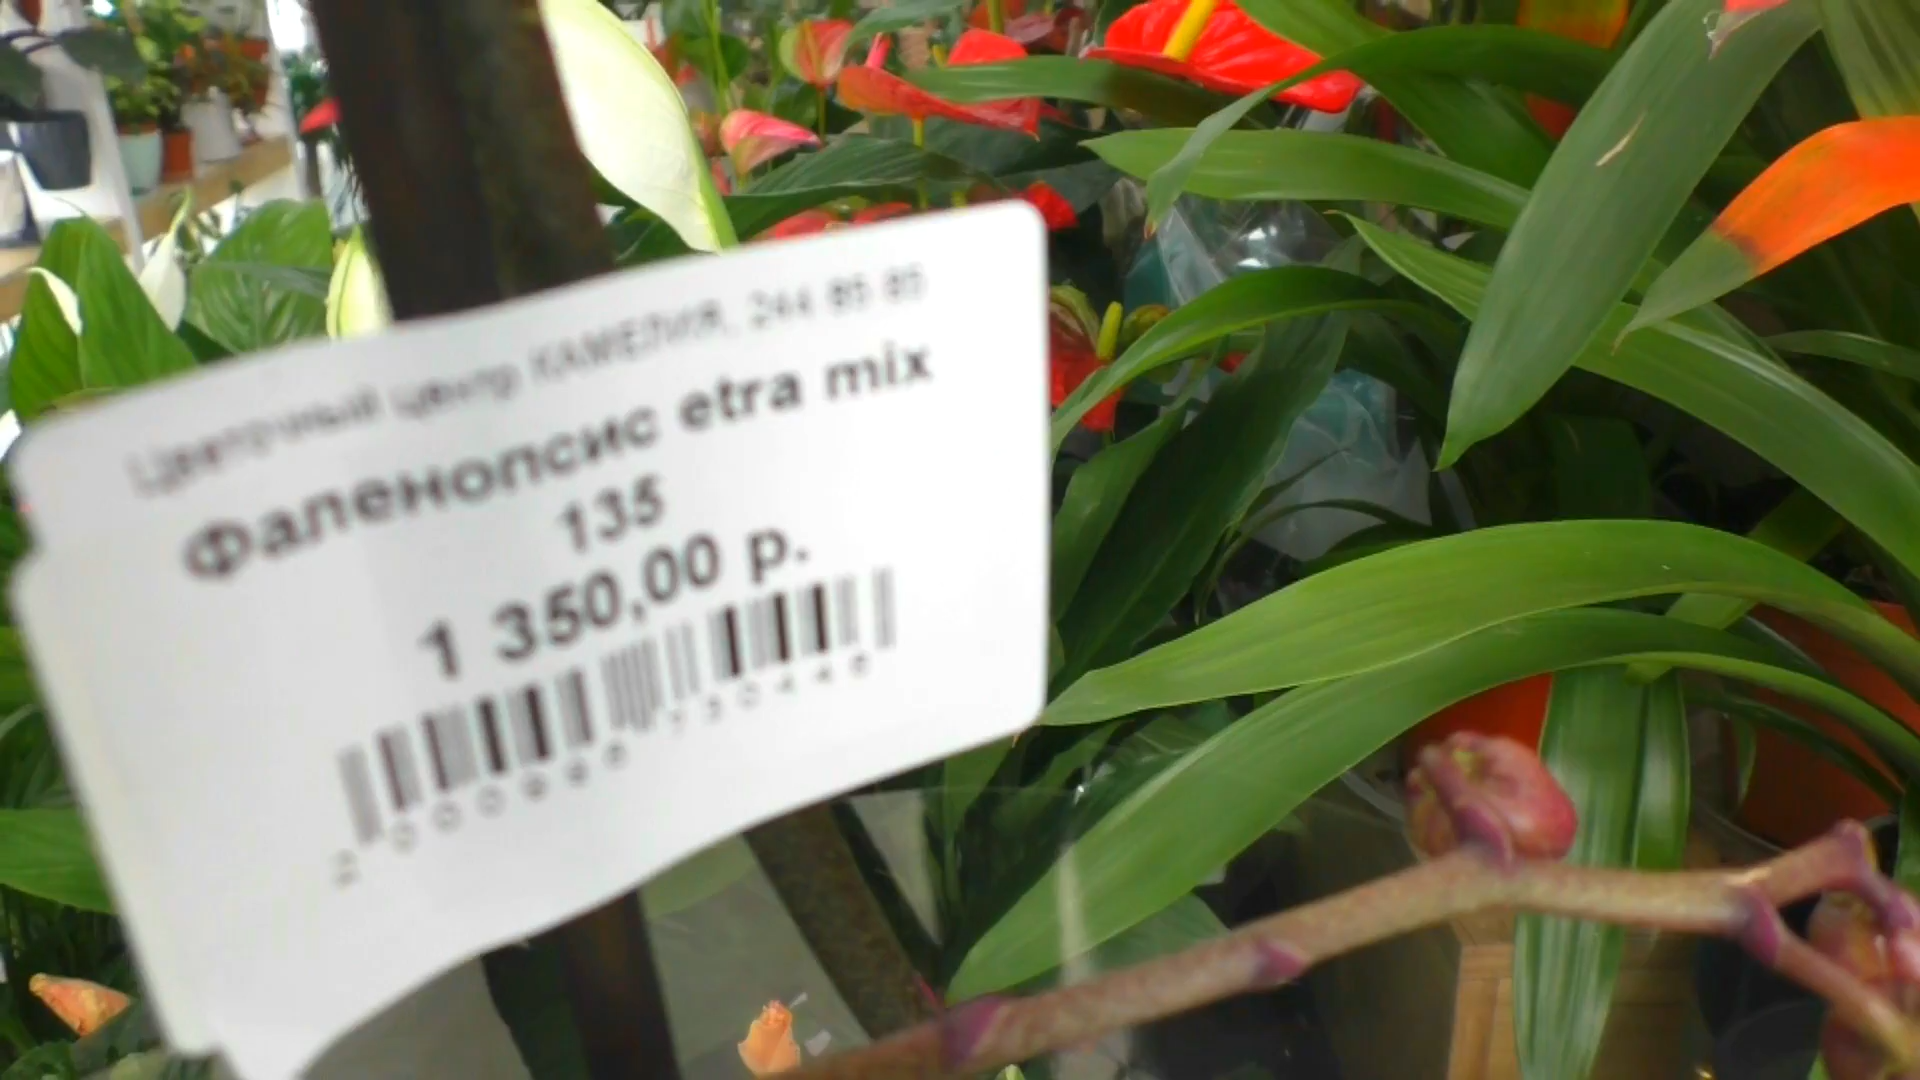 Цветочный центр КАМЕЛИЯ, 244 85 85
Фаленопсис etra mix
135
1 350,00 р.